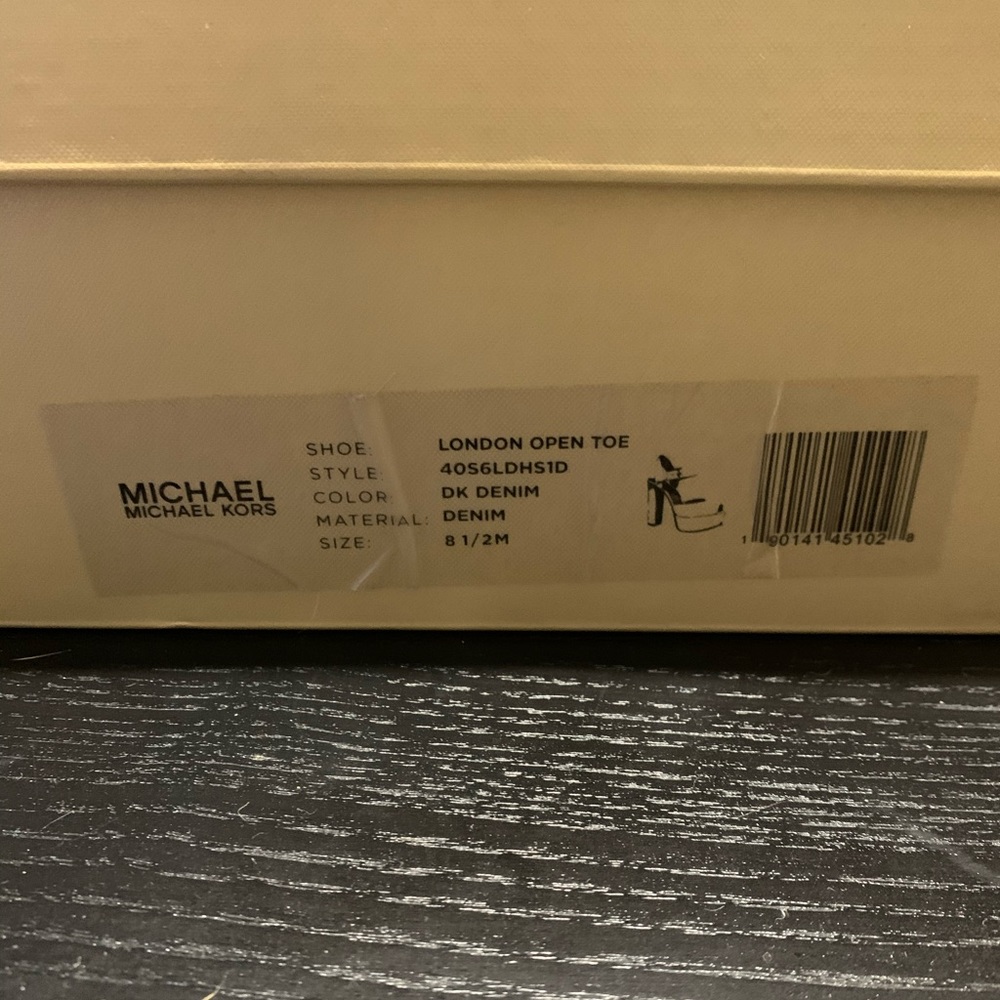 MICHAEL
MICHAEL KORS
SHOE: LONDON OPEN TOE
STYLE: 40S6LDHS1D
COLOR: DK DENIM
MATERIAL: DENIM
SIZE: 8 1/2M
1 90141 45102 8